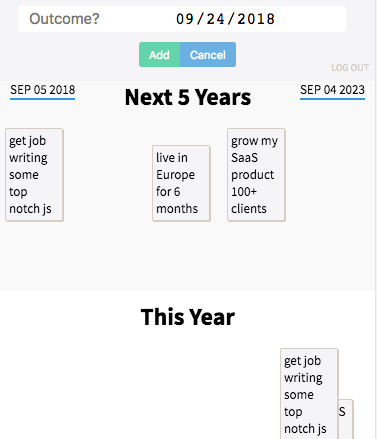 Outcome? 09/24/2018
Add Cancel
LOG OUT
SEP 05 2018 Next 5 Years SEP 04 2023
get job
writing
some
top
notch js
live in
Europe
for 6
months
grow my
SaaS
product
100+
clients
This Year
get job
writing
some
top
notch js
S